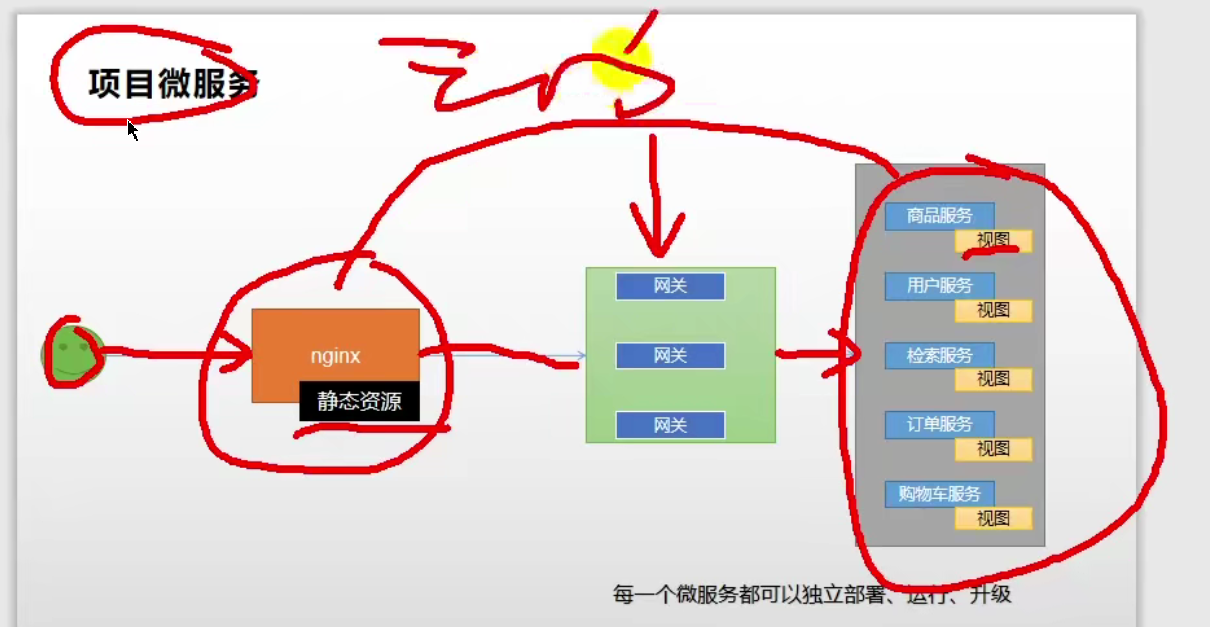 项目微服务
商品服务
视图
网关
用户服务
视图
nginx
网关
检索服务
视图
静态资源
网关
订单服务
视图
购物车服务
视图
每一个微服务都可以独立部署、运行、升级